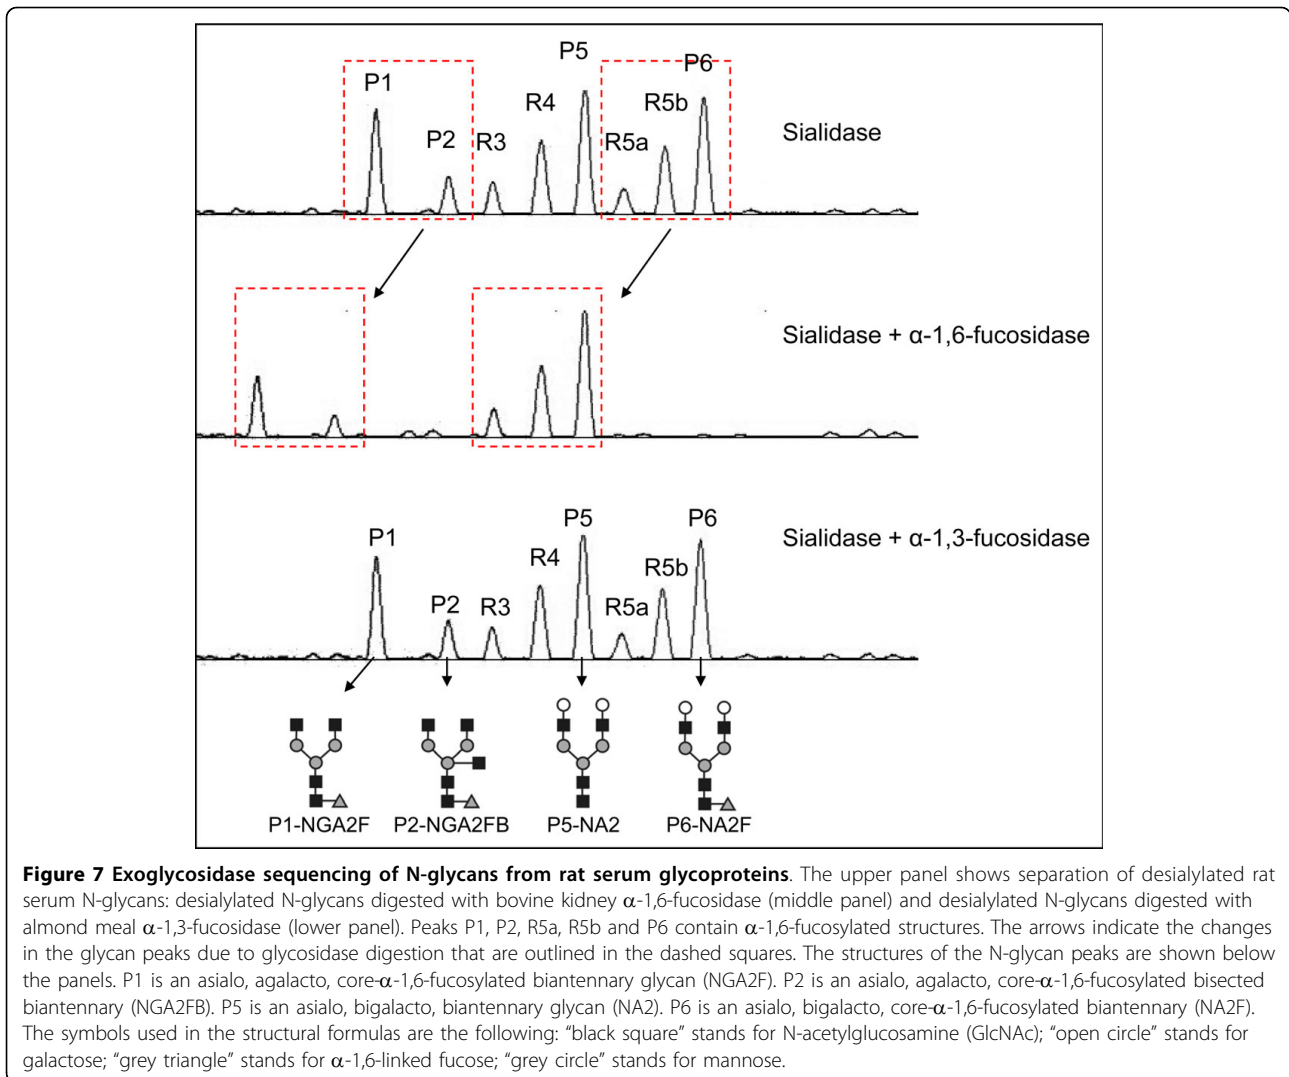 P5
P6
P1
R4
R5b
P2
R3
R5a
Sialidase
Sialidase + α-1,6-fucosidase
P5
P6
Sialidase + α-1,3-fucosidase
P1
R4
R5b
P2
R3
R5a
P1-NGA2F
P2-NGA2FB
P5-NA2
P6-NA2F
Figure 7 Exoglycosidase sequencing of N-glycans from rat serum glycoproteins. The upper panel shows separation of desialylated rat
serum N-glycans: desialylated N-glycans digested with bovine kidney α-1,6-fucosidase (middle panel) and desialylated N-glycans digested with
almond meal α-1,3-fucosidase (lower panel). Peaks P1, P2, R5a, R5b and P6 contain α-1,6-fucosylated structures. The arrows indicate the changes
in the glycan peaks due to glycosidase digestion that are outlined in the dashed squares. The structures of the N-glycan peaks are shown below
the panels. P1 is an asialo, agalacto, core-α-1,6-fucosylated biantennary glycan (NGA2F). P2 is an asialo, agalacto, core-α-1,6-fucosylated bisected
biantennary (NGA2FB). P5 is an asialo, bigalacto, biantennary glycan (NA2). P6 is an asialo, bigalacto, core-α-1,6-fucosylated biantennary (NA2F).
The symbols used in the structural formulas are the following: “black square” stands for N-acetylglucosamine (GlcNAc); “open circle” stands for
galactose; “grey triangle” stands for α-1,6-linked fucose; “grey circle” stands for mannose.